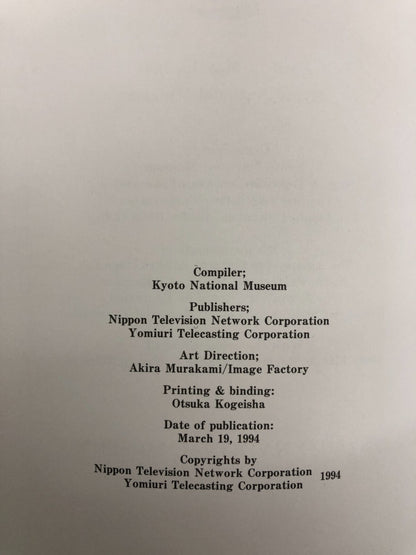 Compiler;
Kyoto National Museum
Publishers;
Nippon Television Network Corporation
Yomiuri Telecasting Corporation
Art Direction;
Akira Murakami/Image Factory
Printing & binding:
Otsuka Kogeisha
Date of publication:
March 19, 1994
Copyrights by
Nippon Television Network Corporation 1994
Yomiuri Telecasting Corporation